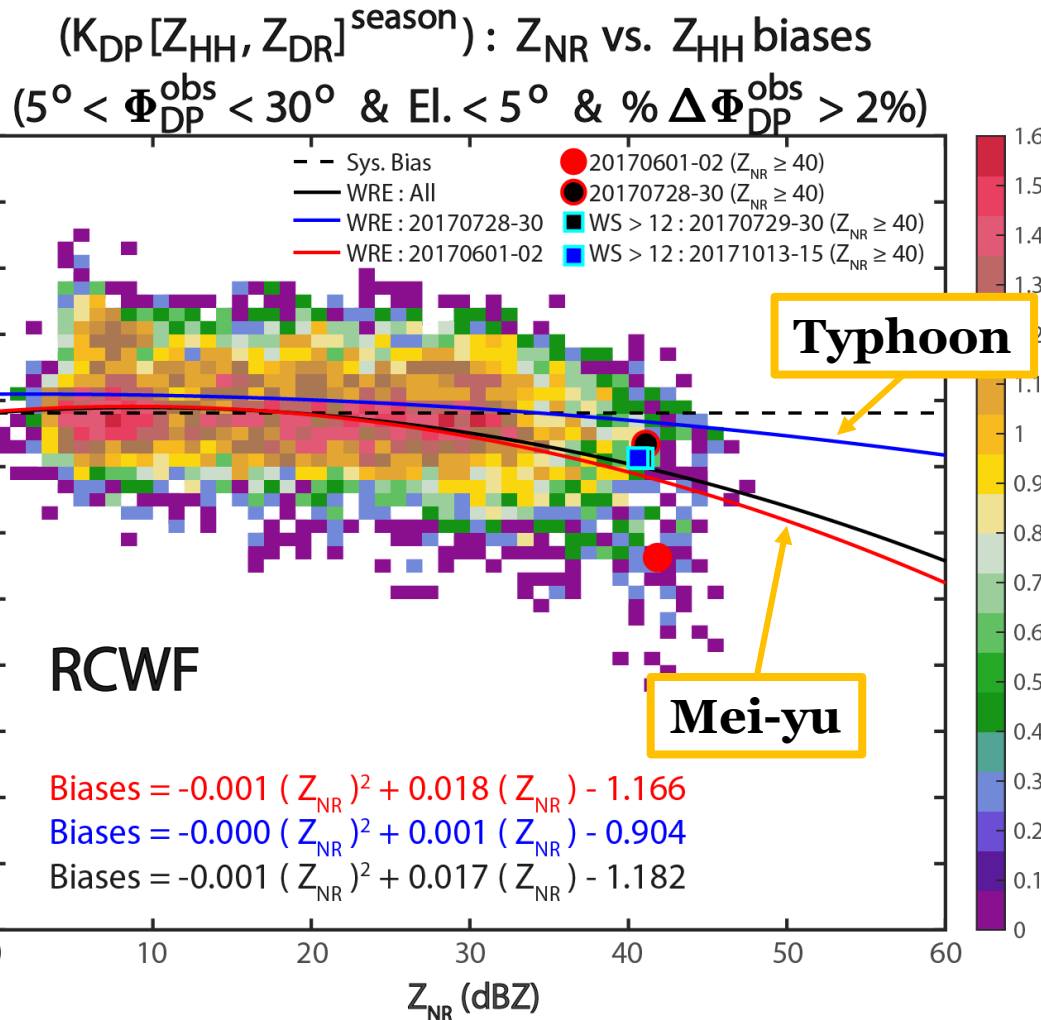 (K_DP [Z_HH, Z_DR]^season) : Z_NR vs. Z_HH biases
(5° < Φ_DP^obs < 30° & El. < 5° & % ΔΦ_DP^obs > 2%)
Sys. Bias
WRE : All
WRE : 20170728-30
WRE : 20170601-02
20170601-02 (Z_NR ≥ 40)
20170728-30 (Z_NR ≥ 40)
WS > 12 : 20170729-30 (Z_NR ≥ 40)
WS > 12 : 20171013-15 (Z_NR ≥ 40)
Typhoon
Mei-yu
RCWF
Biases = -0.001 ( Z_NR )² + 0.018 ( Z_NR ) - 1.166
Biases = -0.000 ( Z_NR )² + 0.001 ( Z_NR ) - 0.904
Biases = -0.001 ( Z_NR )² + 0.017 ( Z_NR ) - 1.182
10 20 30 40 50 60
Z_NR (dBZ)
1.6
1.5
1.4
1.3
1.1
1
0.9
0.8
0.7
0.6
0.5
0.4
0.3
0.2
0.1
0